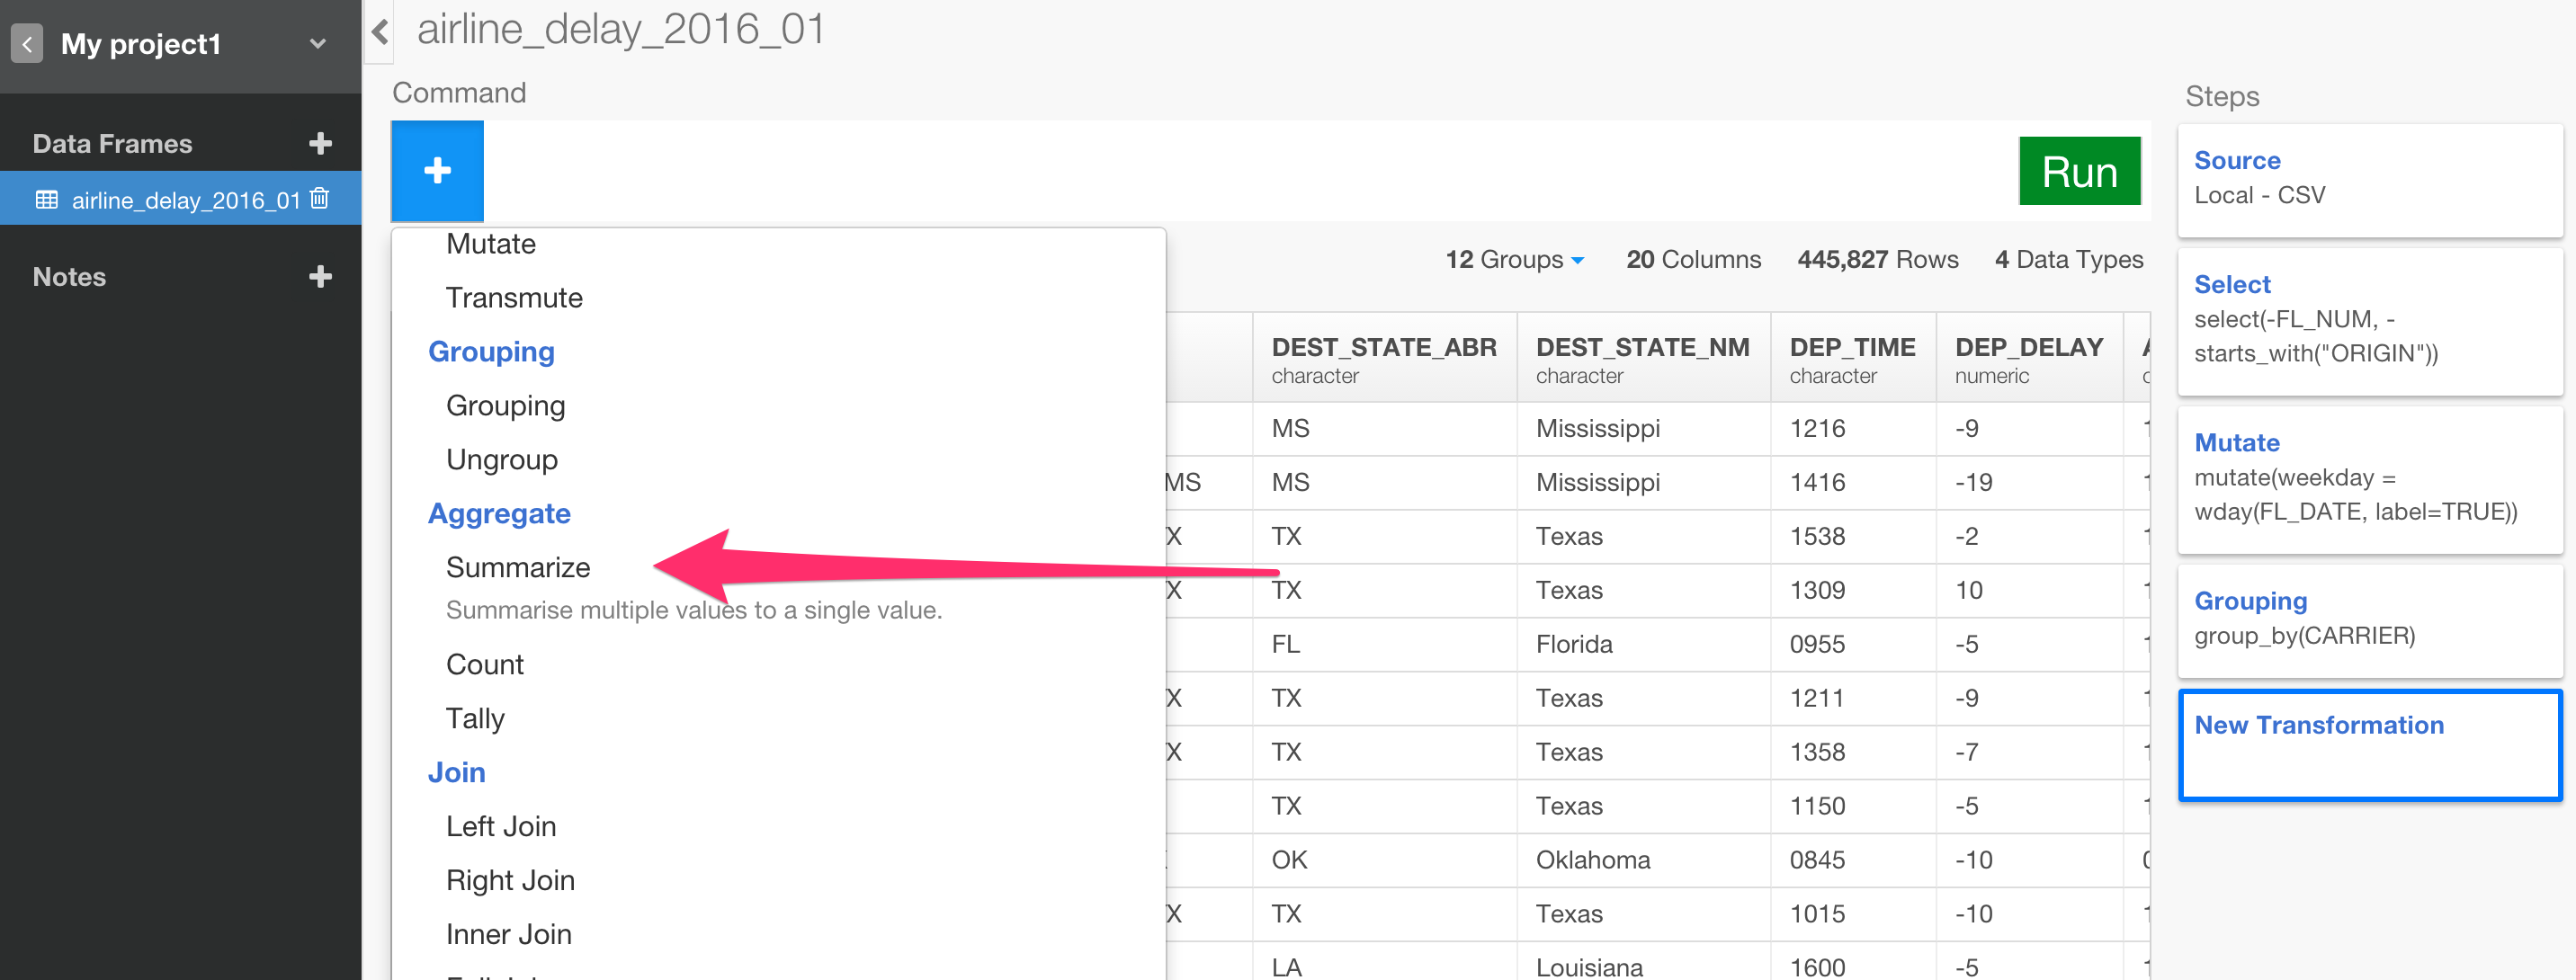 My project1
Data Frames
airline_delay_2016_01
Notes
airline_delay_2016_01
Command
Run
Mutate
Transmute
Grouping
Grouping
Ungroup
Aggregate
Summarize
Summarise multiple values to a single value.
Count
Tally
Join
Left Join
Right Join
Inner Join
12 Groups 20 Columns 445,827 Rows 4 Data Types
DEST_STATE_ABR DEST_STATE_NM DEP_TIME DEP_DELAY
character character character numeric
MS Mississippi 1216 -9
MS MS Mississippi 1416 -19
X TX Texas 1538 -2
X TX Texas 1309 10
FL Florida 0955 -5
X TX Texas 1211 -9
X TX Texas 1358 -7
TX Texas 1150 -5
OK Oklahoma 0845 -10
X TX Texas 1015 -10
LA Louisiana 1600 -5
Steps
Source
Local - CSV
Select
select(-FL_NUM, -
starts_with("ORIGIN"))
Mutate
mutate(weekday =
wday(FL_DATE, label=TRUE))
Grouping
group_by(CARRIER)
New Transformation